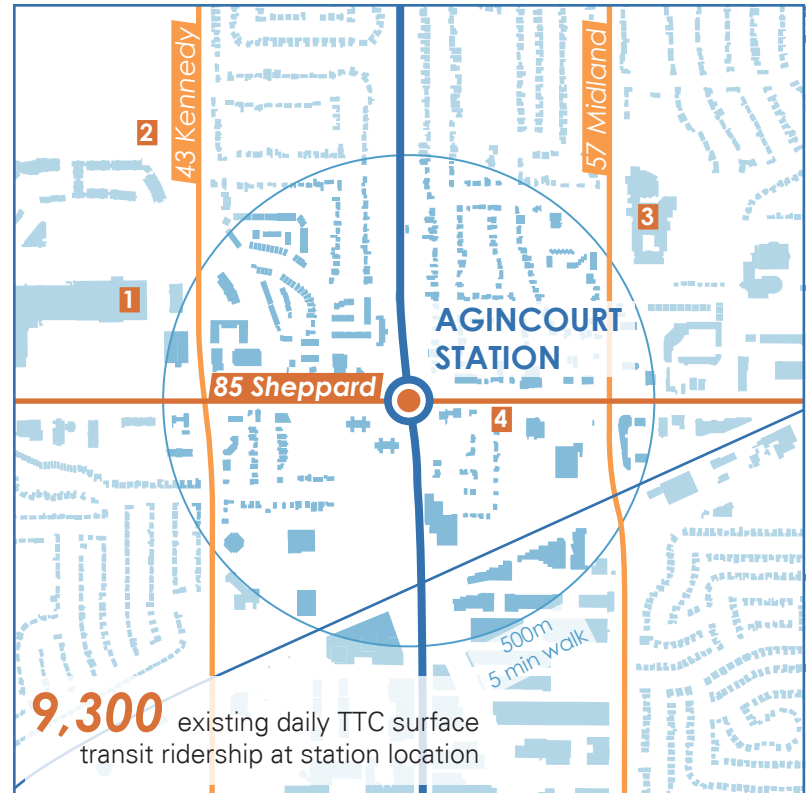 43 Kennedy
57 Midland
2
3
1
AGINCOURT
STATION
85 Sheppard
4
500m
5 min walk
9,300 existing daily TTC surface
transit ridership at station location